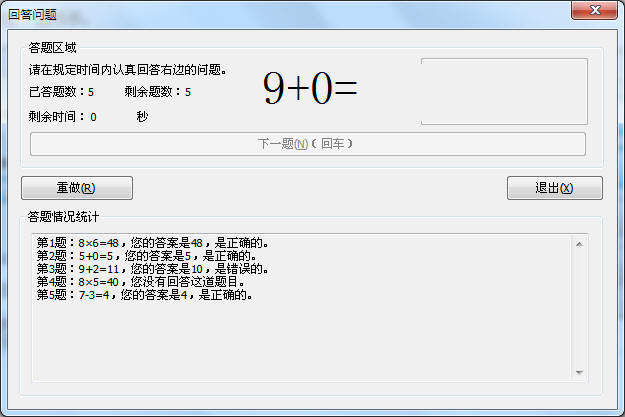 回答问题
答题区域
请在规定时间内认真回答右边的问题。
已答题数：5 剩余题数：5
剩余时间：0 秒
9+0=
下一题(N)（回车）
重做(R) 退出(X)
答题情况统计
第1题：8×6=48，您的答案是48，是正确的。
第2题：5+0=5，您的答案是5，是正确的。
第3题：9+2=11，您的答案是10，是错误的。
第4题：8×5=40，您没有回答这道题目。
第5题：7-3=4，您的答案是4，是正确的。